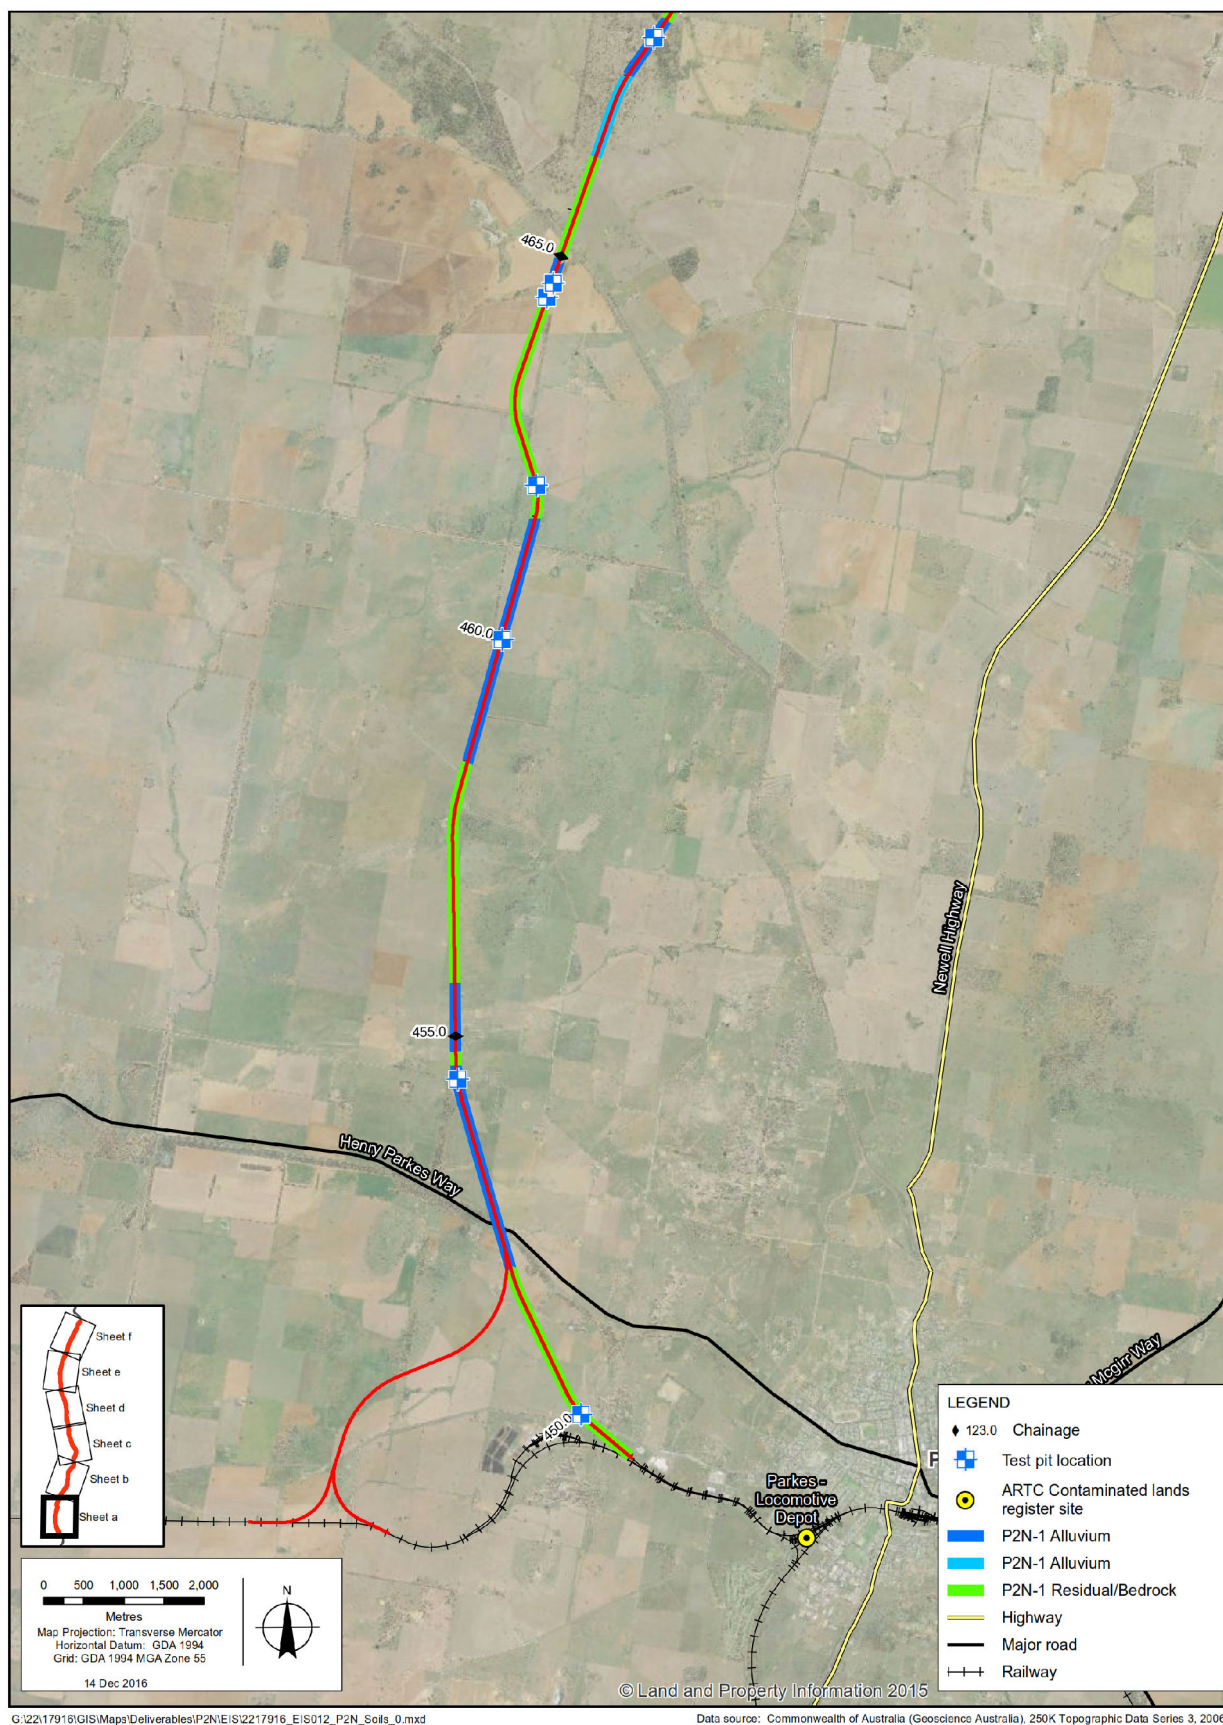 465.0
460.0
Newell Highway
455.0
Henry Parkes Way
450.0
Mcgirr Way
P
Parkes -
Locomotive
Depot
Sheet f
Sheet e
Sheet d
Sheet c
Sheet b
Sheet a
0 500 1,000 1,500 2,000
Metres
Map Projection: Transverse Mercator
Horizontal Datum: GDA 1994
Grid: GDA 1994 MGA Zone 55
14 Dec 2016
N
LEGEND
123.0 Chainage
Test pit location
ARTC Contaminated lands
register site
P2N-1 Alluvium
P2N-1 Alluvium
P2N-1 Residual/Bedrock
Highway
Major road
Railway
© Land and Property Information 2015
G:\22\17916\GIS\Maps\Deliverables\P2N\EIS\2217916_EIS012_P2N_Soils_0.mxd
Data source: Commonwealth of Australia (Geoscience Australia), 250K Topographic Data Series 3, 2006